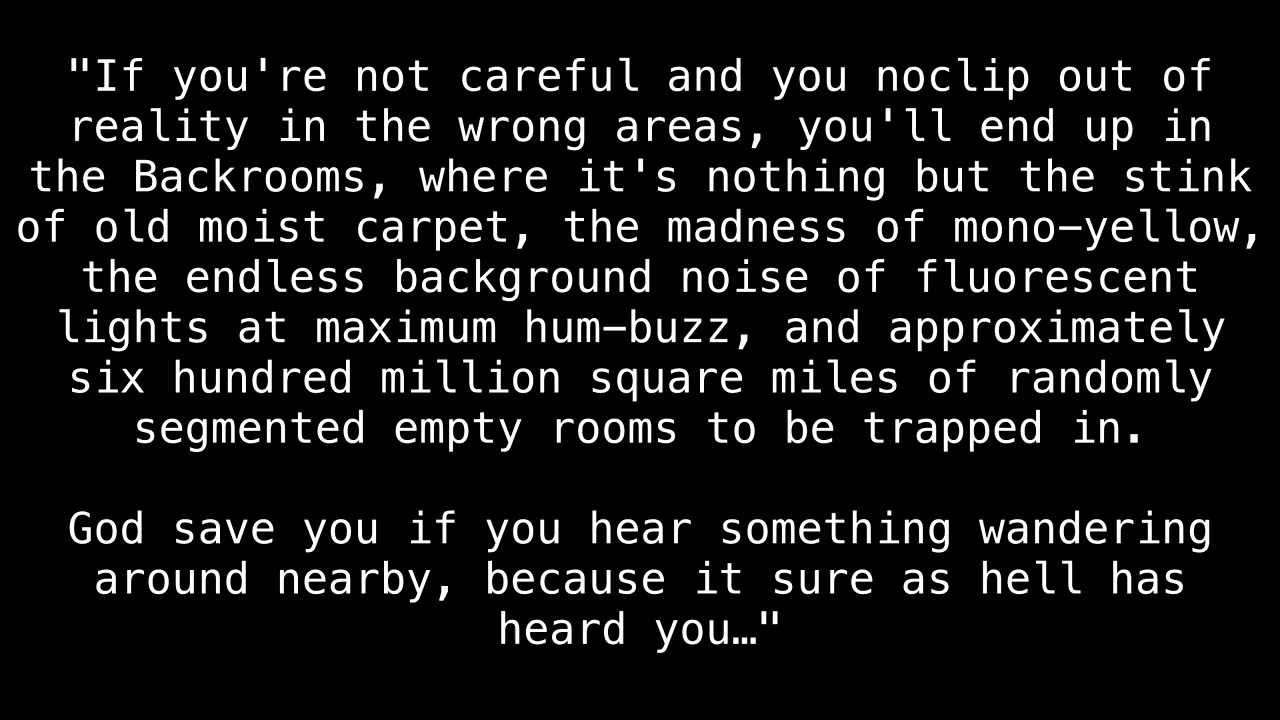 "If you're not careful and you noclip out of
reality in the wrong areas, you'll end up in
the Backrooms, where it's nothing but the stink
of old moist carpet, the madness of mono-yellow,
the endless background noise of fluorescent
lights at maximum hum-buzz, and approximately
six hundred million square miles of randomly
segmented empty rooms to be trapped in.
God save you if you hear something wandering
around nearby, because it sure as hell has
heard you…"